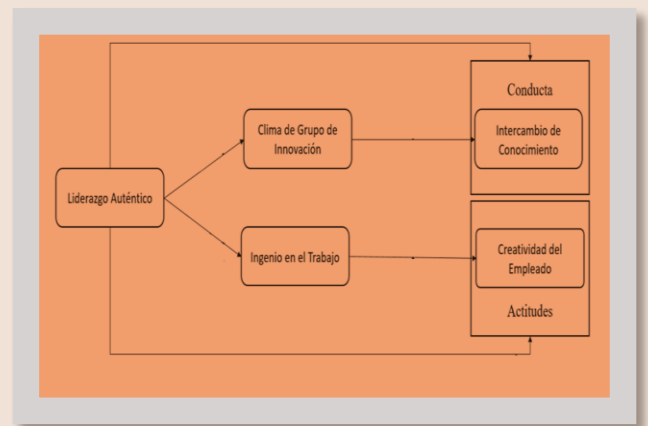 Conducta
Clima de Grupo de
Innovación
Intercambio de
Conocimiento
Liderazgo Auténtico
Ingenio en el Trabajo
Creatividad del
Empleado
Actitudes